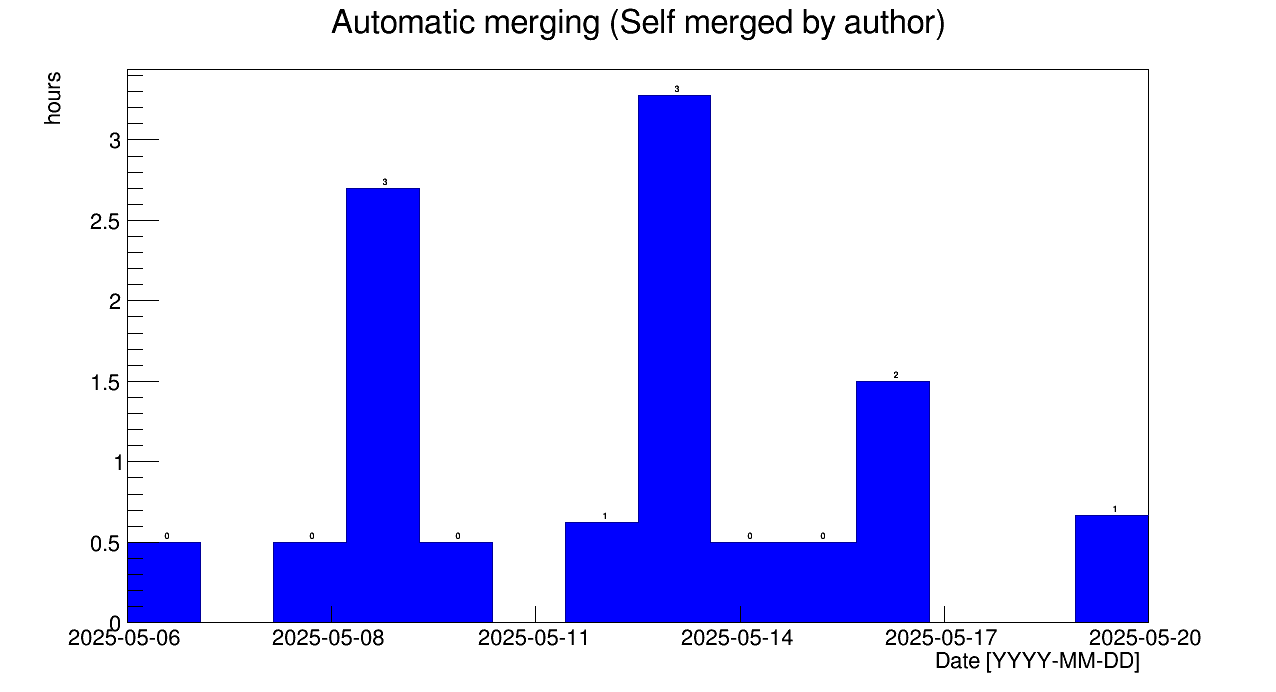 Automatic merging (Self merged by author)
hours
3
2.5
2
1.5
1
0.5
0
0 0 3 0 1 3 0 0 2 1
2025-05-06 2025-05-08 2025-05-11 2025-05-14 2025-05-17 2025-05-20
Date [YYYY-MM-DD]